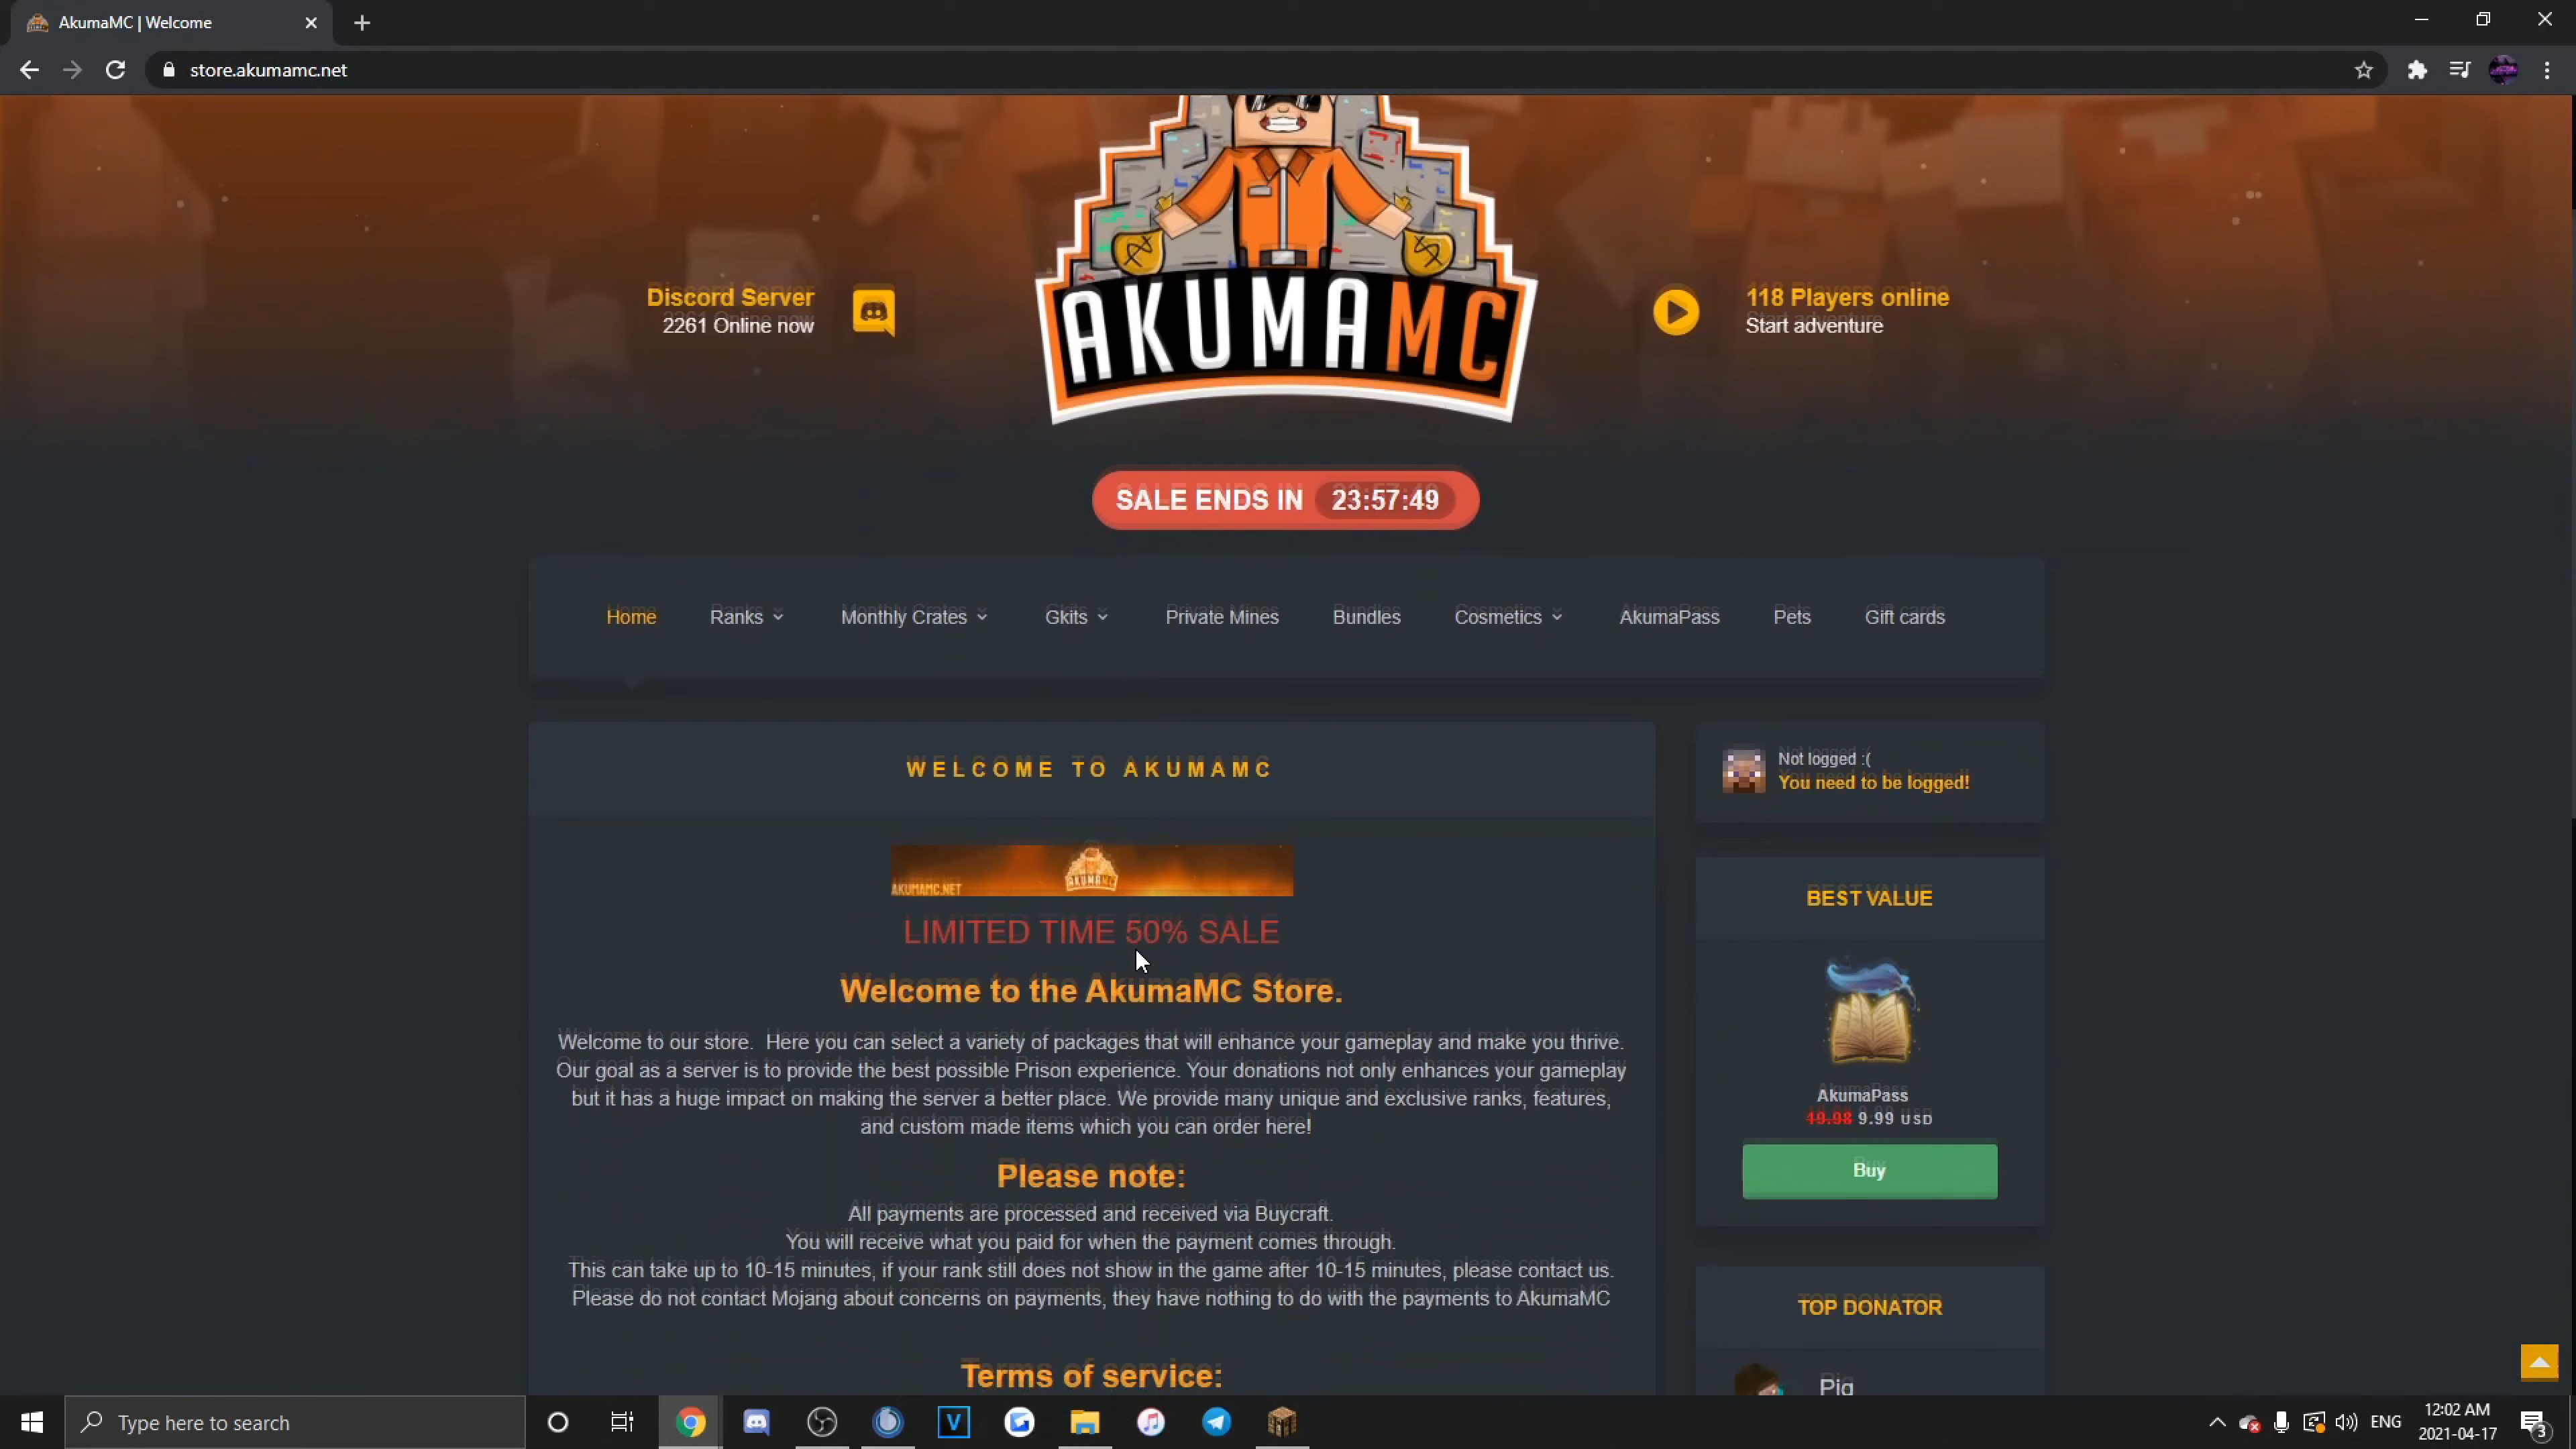 AkumaMC | Welcome
store.akumamc.net
Discord Server
2261 Online now
AKUMAMC
118 Players online
Start adventure
SALE ENDS IN 23:57:49
Home Ranks Monthly Crates Gkits Private Mines Bundles Cosmetics AkumaPass Pets Gift cards
WELCOME TO AKUMAMC
Not logged :(
You need to be logged!
AKUMAMC.NET
AKUMAMC
LIMITED TIME 50% SALE
Welcome to the AkumaMC Store.
Welcome to our store. Here you can select a variety of packages that will enhance your gameplay and make you thrive.
Our goal as a server is to provide the best possible Prison experience. Your donations not only enhances your gameplay
but it has a huge impact on making the server a better place. We provide many unique and exclusive ranks, features,
and custom made items which you can order here!
Please note:
All payments are processed and received via Buycraft.
You will receive what you paid for when the payment comes through.
This can take up to 10-15 minutes, if your rank still does not show in the game after 10-15 minutes, please contact us.
Please do not contact Mojang about concerns on payments, they have nothing to do with the payments to AkumaMC
Terms of service:
BEST VALUE
AkumaPass
19.98 9.99 USD
Buy
TOP DONATOR
Pig
Type here to search
V
ENG
12:02 AM
2021-04-17
3